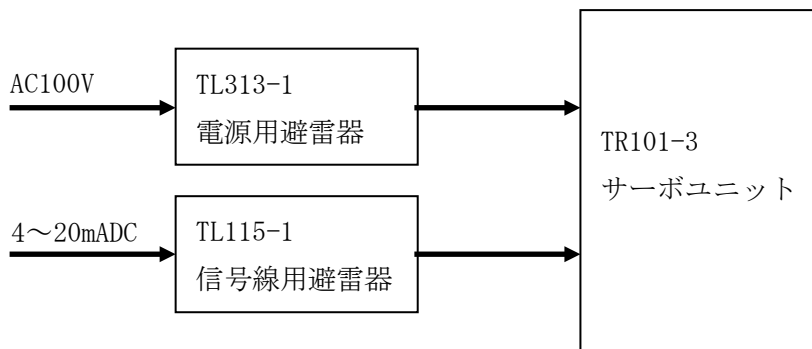 AC100V
TL313-1
電源用避雷器
TR101-3
サーボユニット
4～20mADC
TL115-1
信号線用避雷器